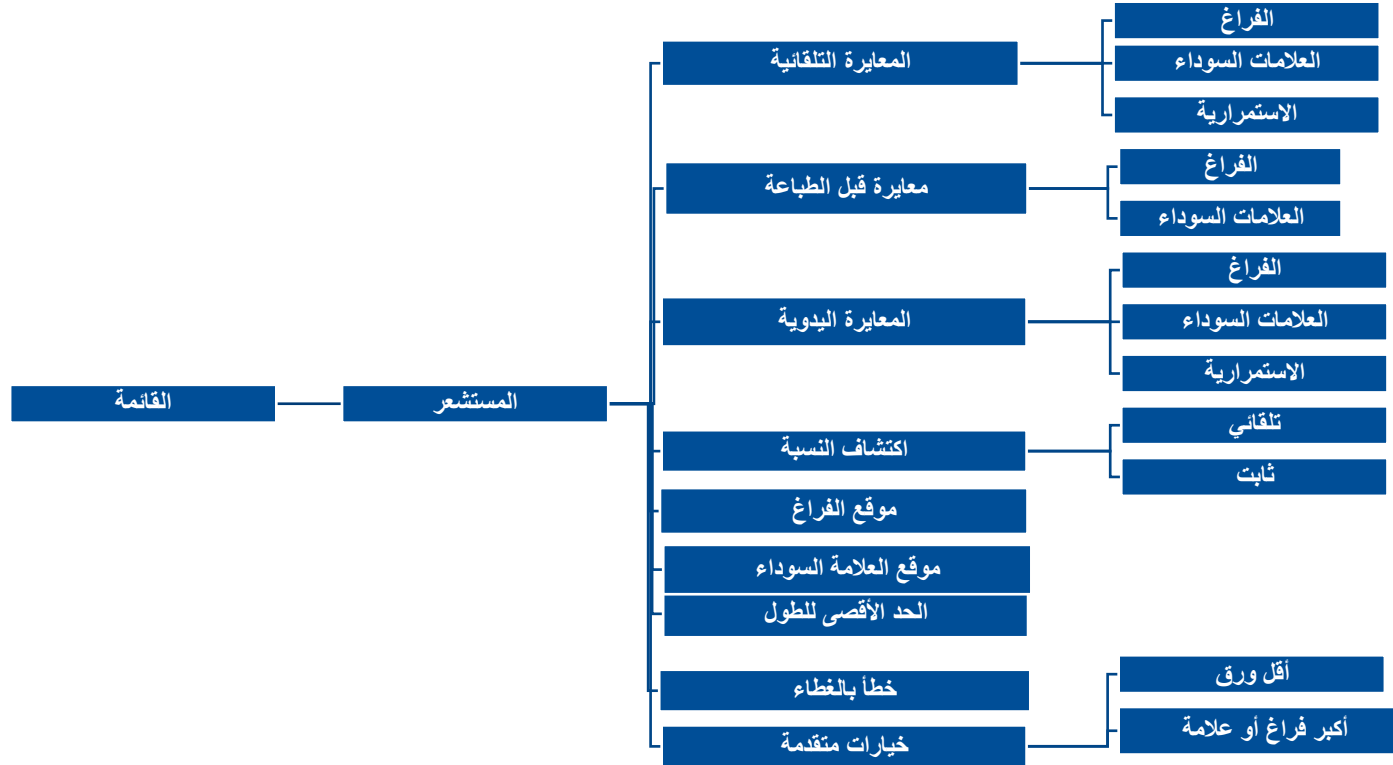 القائمة
المستشعر
المعايرة التلقائية
الفراغ
العلامات السوداء
الاستمرارية
معايرة قبل الطباعة
الفراغ
العلامات السوداء
المعايرة اليدوية
الفراغ
العلامات السوداء
الاستمرارية
اكتشاف النسبة
تلقائي
ثابت
موقع الفراغ
موقع العلامة السوداء
الحد الأقصى للطول
خطأ بالغطاء
خيارات متقدمة
أقل ورق
أكبر فراغ أو علامة